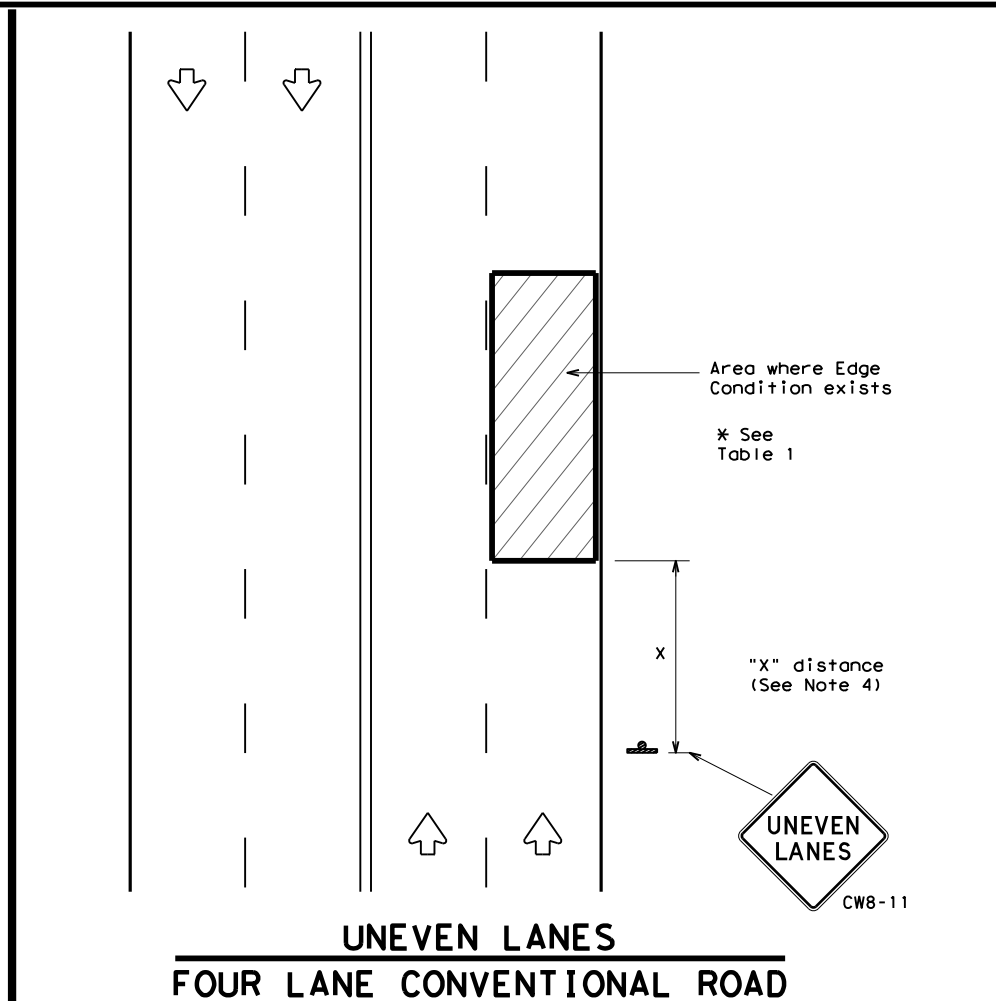 Area where Edge
Condition exists
* See
Table 1
X
"X" distance
(See Note 4)
UNEVEN
LANES
CW8-11
UNEVEN LANES
FOUR LANE CONVENTIONAL ROAD